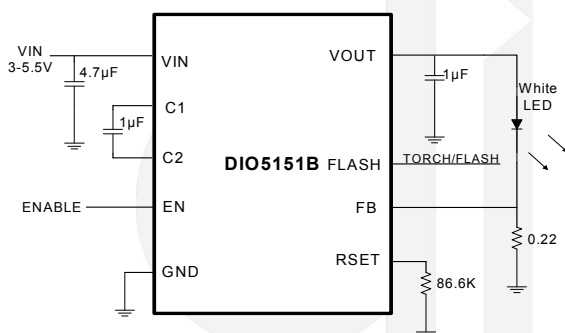 VIN
3-5.5V
4.7µF
VIN
VOUT
1µF
White
LED
C1
1µF
C2
DIO5151B
FLASH
TORCH/FLASH
ENABLE
EN
FB
0.22
GND
RSET
86.6K